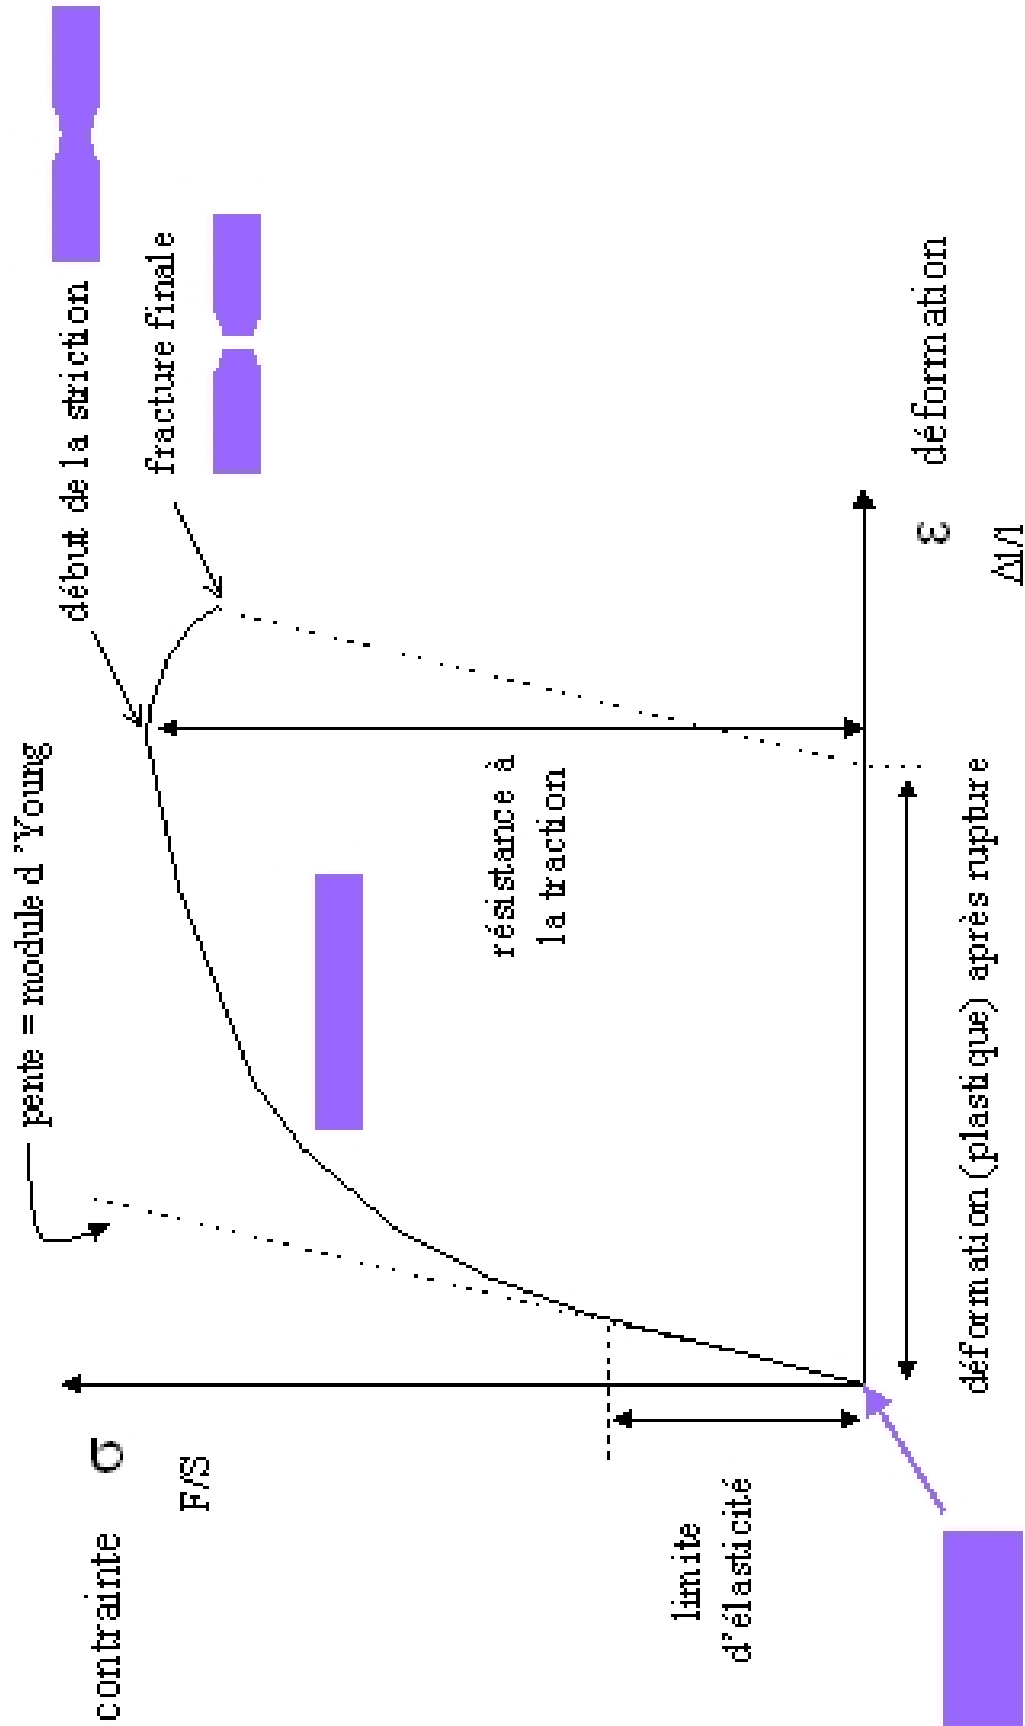 pente = module d 'Young
début de la striction
fracture finale
contrainte
σ
F/S
résistance à
la traction
limite
d'élasticité
ε
déformation
Δl/l
déformation (plastique) après rupture